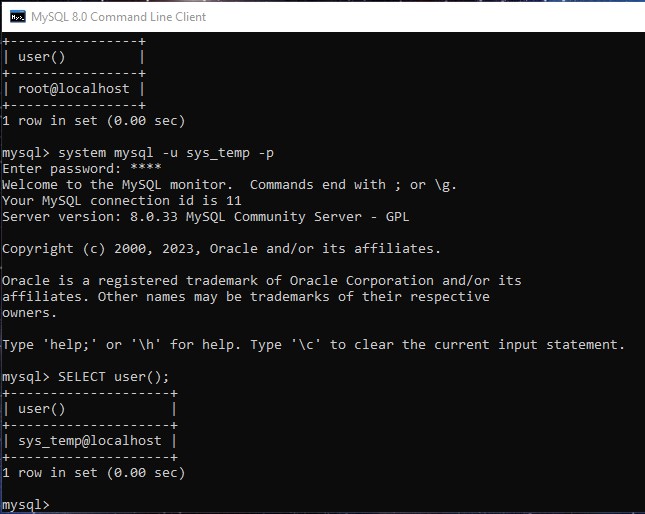 MySQL 8.0 Command Line Client
+----------------+
| user()         |
+----------------+
| root@localhost |
+----------------+
1 row in set (0.00 sec)
mysql> system mysql -u sys_temp -p
Enter password: ****
Welcome to the MySQL monitor.  Commands end with ; or \g.
Your MySQL connection id is 11
Server version: 8.0.33 MySQL Community Server - GPL
Copyright (c) 2000, 2023, Oracle and/or its affiliates.
Oracle is a registered trademark of Oracle Corporation and/or its
affiliates. Other names may be trademarks of their respective
owners.
Type 'help;' or '\h' for help. Type '\c' to clear the current input statement.
mysql> SELECT user();
+--------------------+
| user()             |
+--------------------+
| sys_temp@localhost |
+--------------------+
1 row in set (0.00 sec)
mysql>